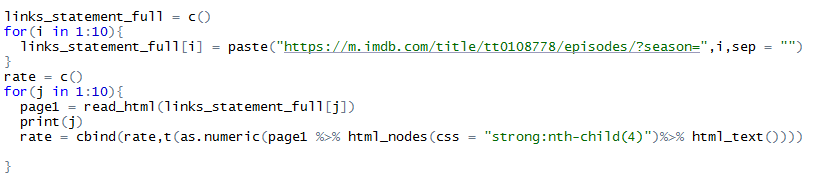 links_statement_full = c()
for(i in 1:10){
  links_statement_full[i] = paste("https://m.imdb.com/title/tt0108778/episodes/?season=",i,sep = "")
}
rate = c()
for(j in 1:10){
  page1 = read_html(links_statement_full[j])
  print(j)
  rate = cbind(rate,t(as.numeric(page1 %>% html_nodes(css = "strong:nth-child(4)")%>% html_text())))
}